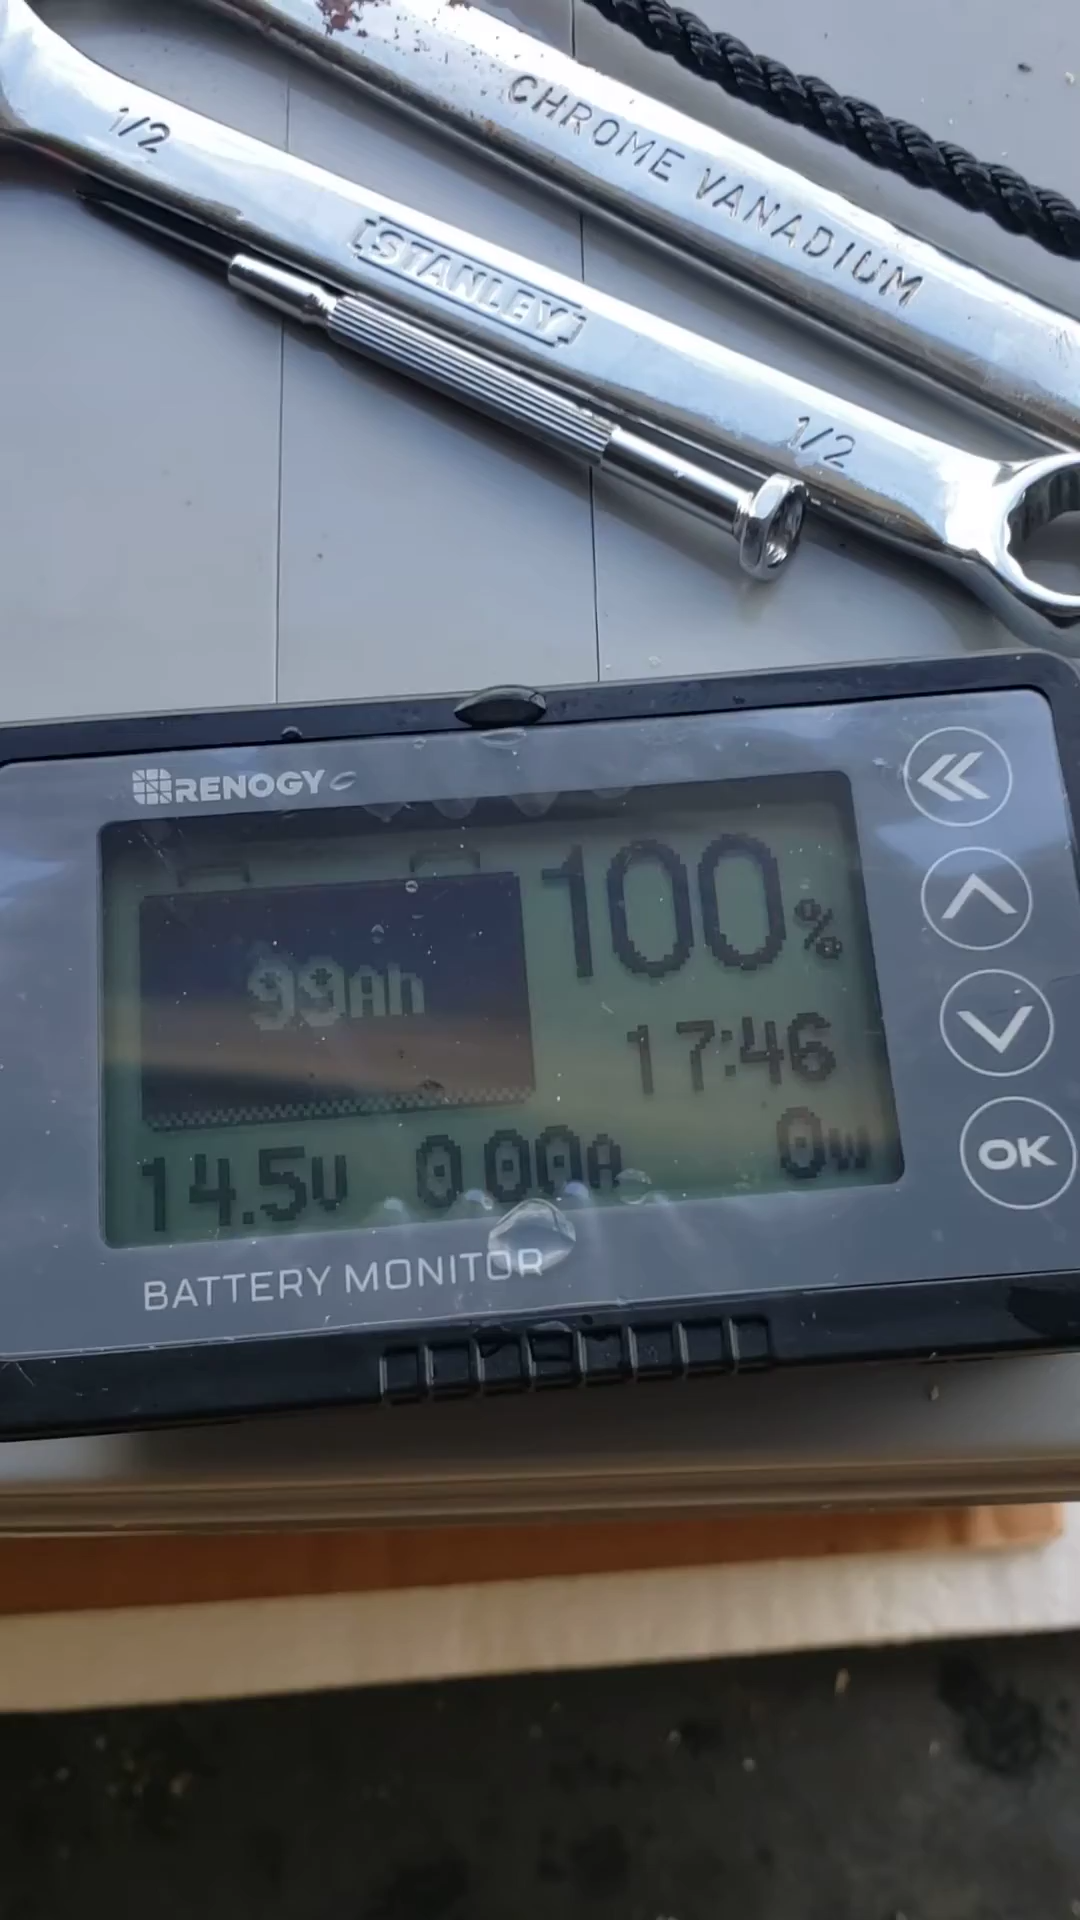 CHROME VANADIUM
1/2
STANLEY
1/2
RENOGY
100%
99Ah
17:46
14.5V 0.00A 0W
OK
BATTERY MONITOR